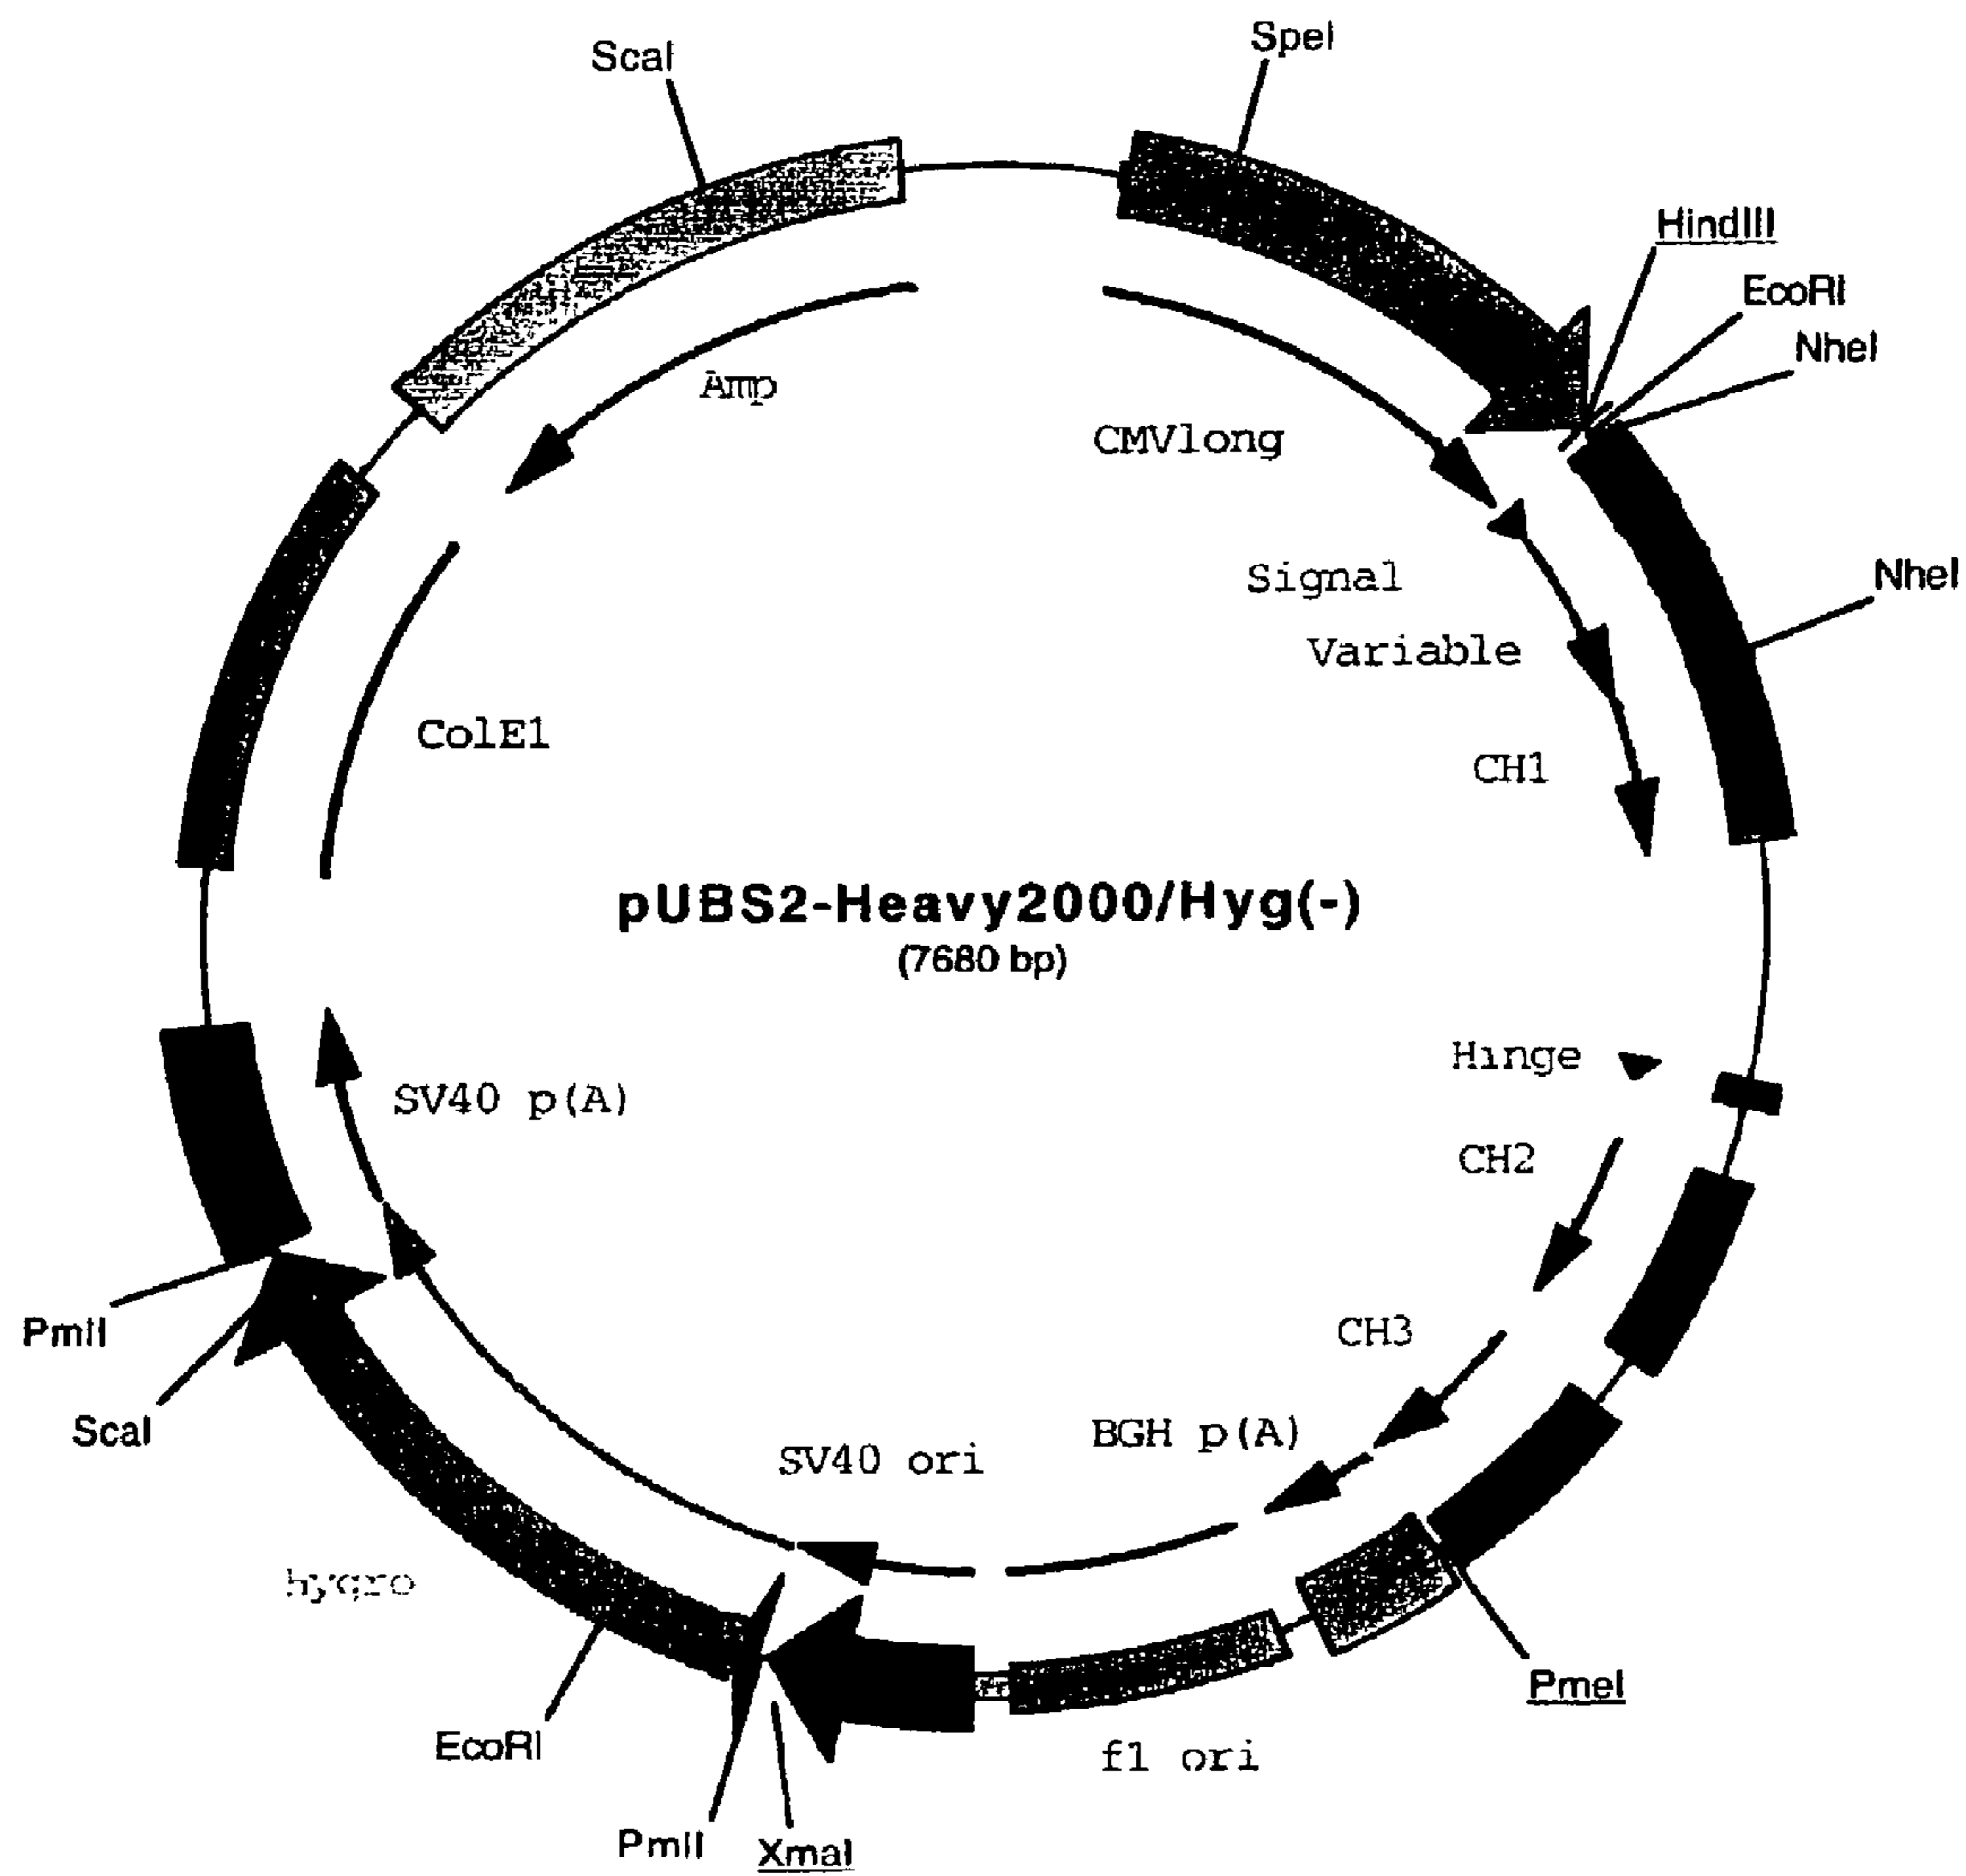 ScaI
SpeI
HindIII
EcoRI
NheI
Amp
CMVlong
Signal
NheI
Variable
ColE1
CH1
pUBS2-Heavy2000/Hyg(-)
(7680 bp)
Hinge
SV40 p(A)
CH2
PmlI
CH3
ScaI
BGH p(A)
SV40 ori
hygro
PmeI
EcoRI
f1 ori
PmlI
XmaI